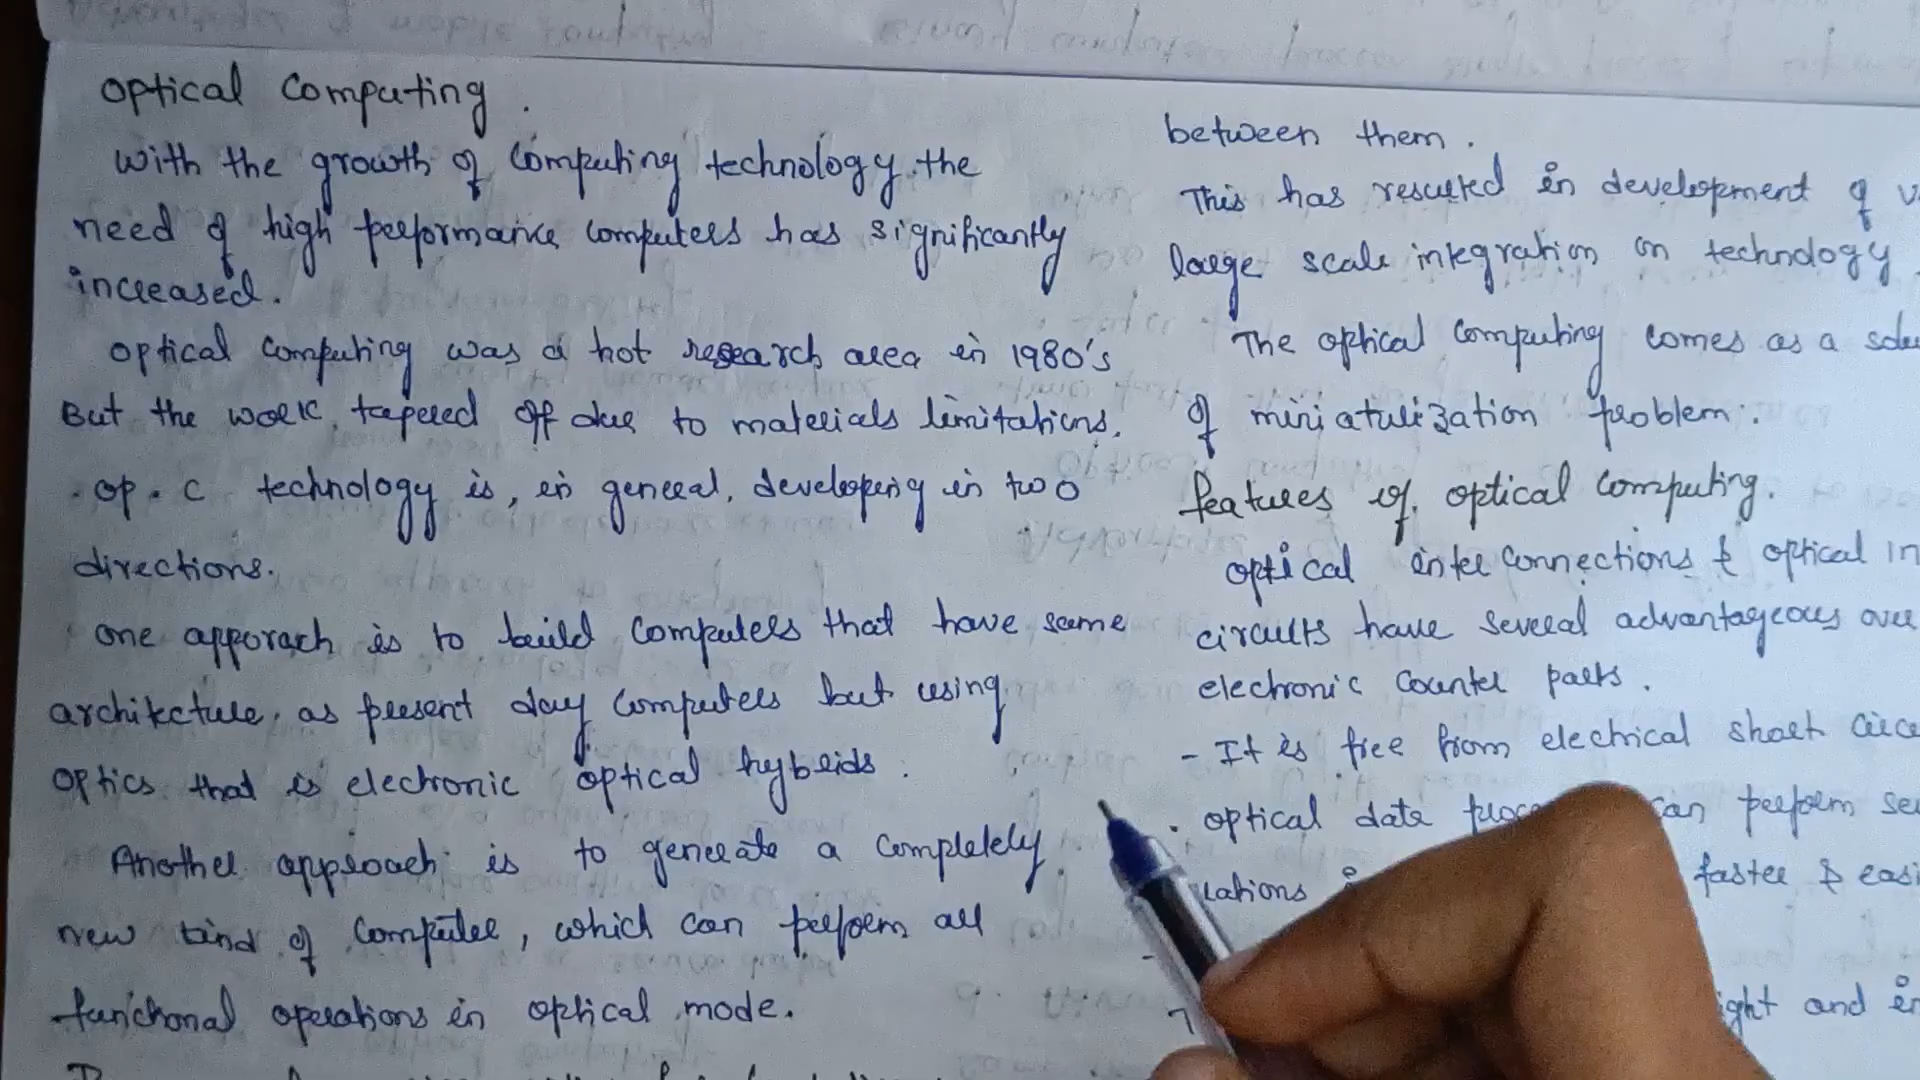 Optical Computing.
With the growth of Computing technology the
need of high performance computers has significantly
increased.
Optical Computing was a hot research area in 1980's
But the work tapered off due to materials limitations.
op. C technology is, in general, developing in two
directions.
one apporach is to build Computers that have same
architecture, as present day Computers but using
Optics that is electronic optical hybrids.
Another approach is to generate a completely
new kind of Computer, which can perform all
functional operations in optical mode.
between them.
This has resulted in development of
large scale integration on technology
The optical Computing comes as a
of miniaturization problem.
features of optical Computing.
optical inter Connections & optical
circuits have several advantageous over
electronic Counter parts.
- It is free from electrical short
. optical data can perform
faster &
and